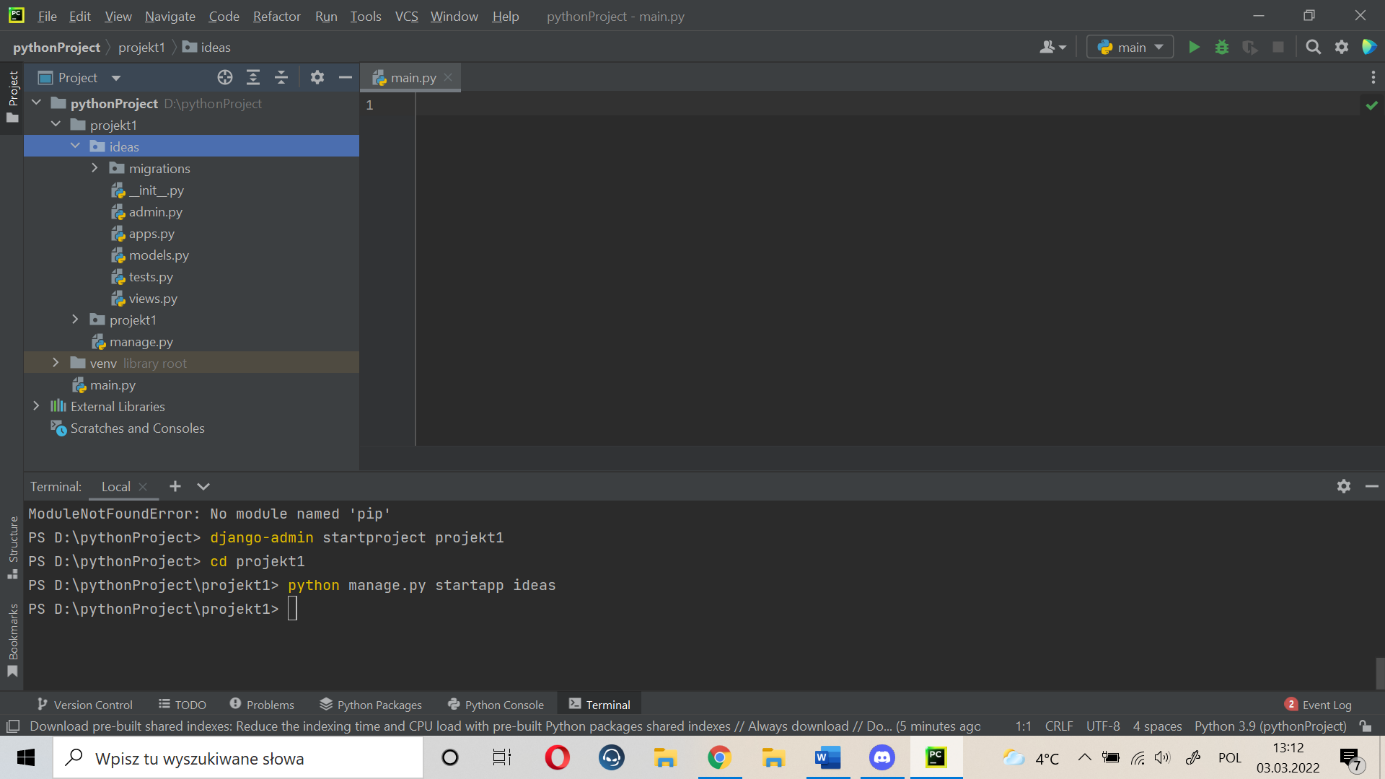 PC File Edit View Navigate Code Refactor Run Tools VCS Window Help pythonProject - main.py
pythonProject projekt1 ideas main
Project main.py
Project
1
pythonProject D:\pythonProject
projekt1
ideas
migrations
__init__.py
admin.py
apps.py
models.py
tests.py
views.py
projekt1
manage.py
venv library root
main.py
External Libraries
Scratches and Consoles
Structure
Bookmarks
Terminal: Local
ModuleNotFoundError: No module named 'pip'
PS D:\pythonProject> django-admin startproject projekt1
PS D:\pythonProject> cd projekt1
PS D:\pythonProject\projekt1> python manage.py startapp ideas
PS D:\pythonProject\projekt1>
Version Control TODO Problems Python Packages Python Console Terminal 2 Event Log
Download pre-built shared indexes: Reduce the indexing time and CPU load with pre-built Python packages shared indexes // Always download // Do... (5 minutes ago 1:1 CRLF UTF-8 4 spaces Python 3.9 (pythonProject)
Wpisz tu wyszukiwane słowa W PC 4°C POL 13:12
03.03.2022 7